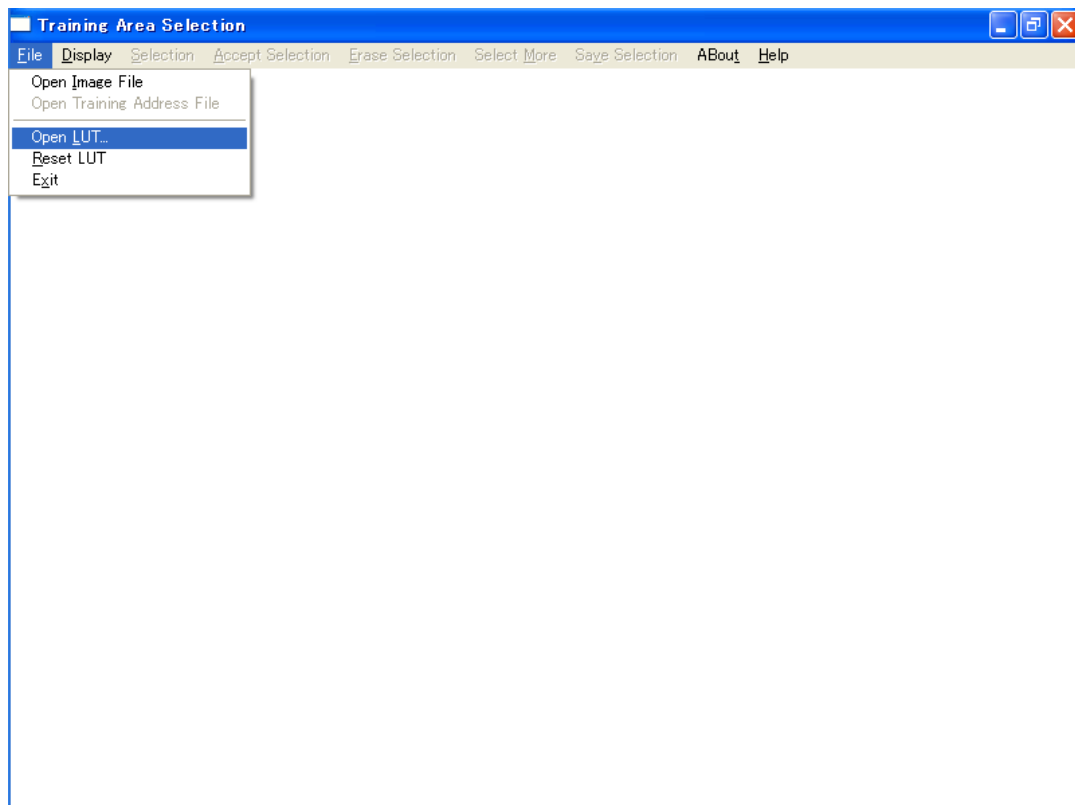 Training Area Selection
File Display Selection Accept Selection Erase Selection Select More Save Selection ABout Help
Open Image File
Open Training Address File
Open LUT...
Reset LUT
Exit